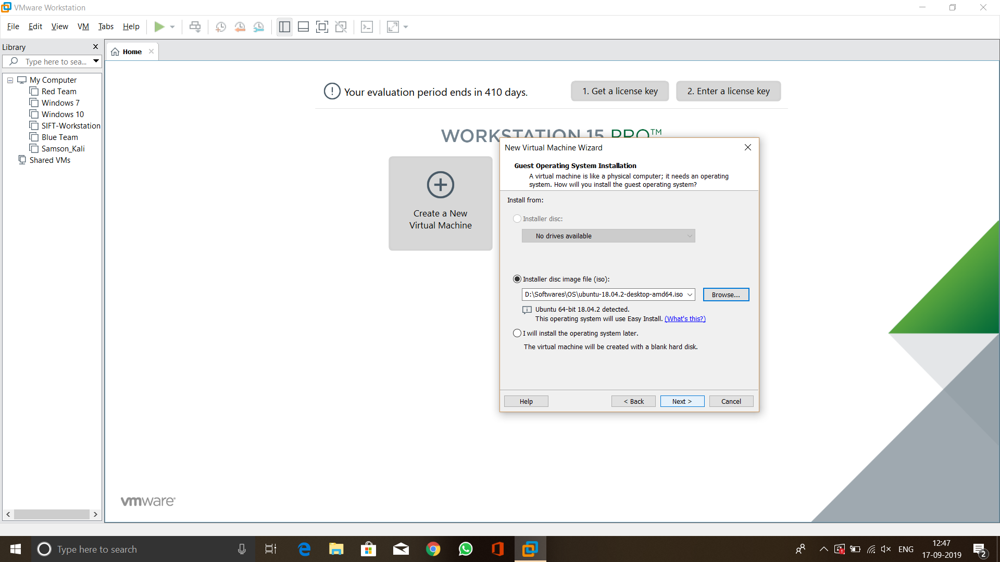 VMware Workstation
File Edit View VM Tabs Help
Library
Type here to sea...
Home
My Computer
Red Team
Windows 7
Windows 10
SIFT-Workstation
Blue Team
Samson_Kali
Shared VMs
Your evaluation period ends in 410 days.
1. Get a license key
2. Enter a license key
WORKSTATION 15 PRO™
Create a New
Virtual Machine
New Virtual Machine Wizard
Guest Operating System Installation
A virtual machine is like a physical computer; it needs an operating
system. How will you install the guest operating system?
Install from:
Installer disc:
No drives available
Installer disc image file (iso):
D:\Softwares\OS\ubuntu-18.04.2-desktop-amd64.iso
Browse...
Ubuntu 64-bit 18.04.2 detected.
This operating system will use Easy Install. (What's this?)
I will install the operating system later.
The virtual machine will be created with a blank hard disk.
Help
< Back
Next >
Cancel
vmware
Type here to search
ENG
12:47
17-09-2019
2